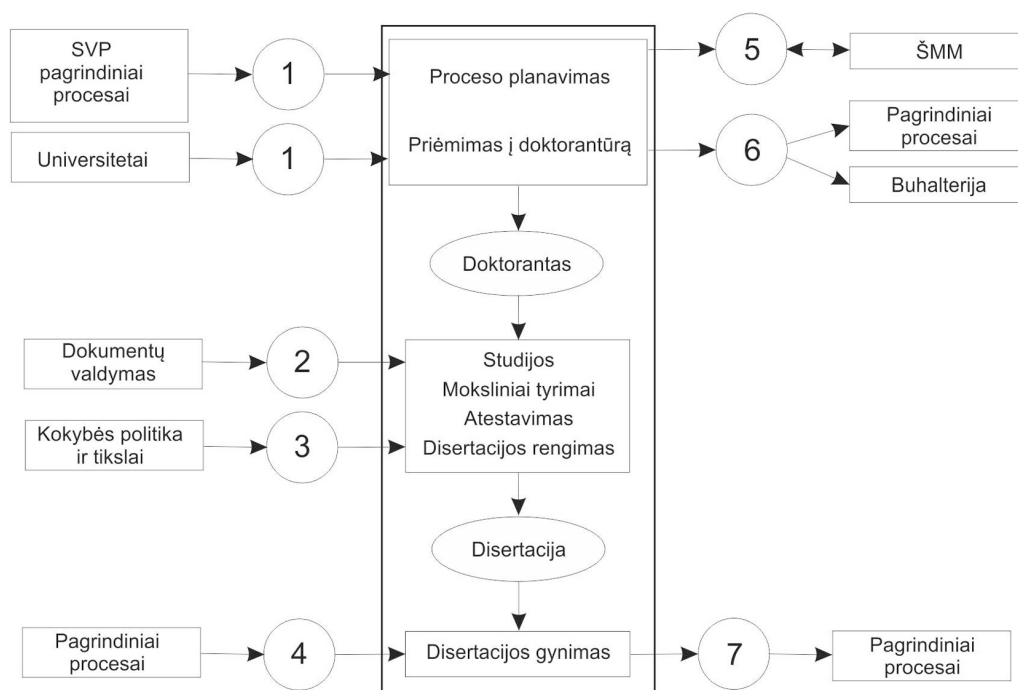 SVP
pagrindiniai
procesai
1
Proceso planavimas
5
ŠMM
Universitetai
1
Priėmimas į doktorantūrą
6
Pagrindiniai
procesai
Buhalterija
Doktorantas
Dokumentų
valdymas
2
Studijos
Moksliniai tyrimai
Atestavimas
Disertacijos rengimas
Kokybės politika
ir tikslai
3
Disertacija
Pagrindiniai
procesai
4
Disertacijos gynimas
7
Pagrindiniai
procesai